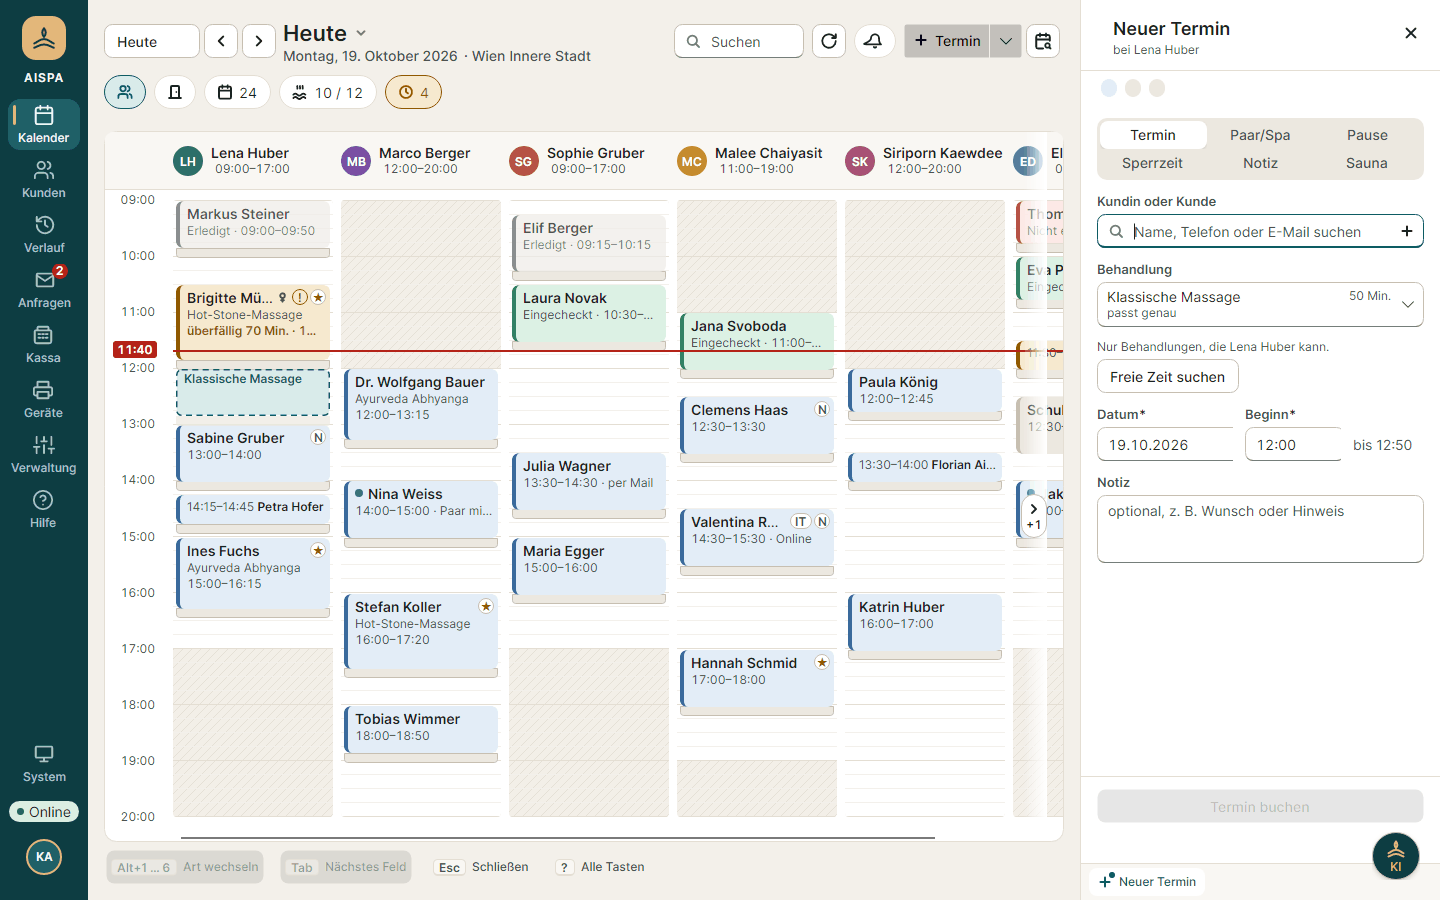 AISPA
Kalender
Kunden
Verlauf
2
Anfragen
Kassa
Geräte
Verwaltung
Hilfe
System
Online
KA
Heute
Heute
Montag, 19. Oktober 2026 · Wien Innere Stadt
Suchen
Termin
24
10 / 12
4
LH
Lena Huber
09:00–17:00
MB
Marco Berger
12:00–20:00
SG
Sophie Gruber
09:00–17:00
MC
Malee Chaiyasit
11:00–19:00
SK
Siriporn Kaewdee
12:00–20:00
ED
09:00
10:00
11:00
11:40
12:00
13:00
14:00
15:00
16:00
17:00
18:00
19:00
20:00
Markus Steiner
Erledigt · 09:00–09:50
Brigitte Mü...
Hot-Stone-Massage
überfällig 70 Min. · 1...
Klassische Massage
Sabine Gruber
N
13:00–14:00
14:15–14:45 Petra Hofer
Ines Fuchs
Ayurveda Abhyanga
15:00–16:15
Dr. Wolfgang Bauer
Ayurveda Abhyanga
12:00–13:15
Nina Weiss
14:00–15:00 · Paar mi...
Stefan Koller
Hot-Stone-Massage
16:00–17:20
Tobias Wimmer
18:00–18:50
Elif Berger
Erledigt · 09:15–10:15
Laura Novak
Eingecheckt · 10:30–...
Julia Wagner
13:30–14:30 · per Mail
Maria Egger
15:00–16:00
Jana Svoboda
Eingecheckt · 11:00–...
Clemens Haas
N
12:30–13:30
Valentina R...
IT
N
14:30–15:30 · Online
Hannah Schmid
17:00–18:00
Paula König
12:00–12:45
13:30–14:00 Florian Ai...
Katrin Huber
16:00–17:00
Thom
Nicht e
Eva P
Eingec
11:30–
Schul
12:30–
+1
Alt+1 … 6
Art wechseln
Tab
Nächstes Feld
Esc
Schließen
?
Alle Tasten
Neuer Termin
bei Lena Huber
Termin
Paar/Spa
Pause
Sperrzeit
Notiz
Sauna
Kundin oder Kunde
Name, Telefon oder E-Mail suchen
Behandlung
Klassische Massage
50 Min.
passt genau
Nur Behandlungen, die Lena Huber kann.
Freie Zeit suchen
Datum*
Beginn*
19.10.2026
12:00
bis 12:50
Notiz
optional, z. B. Wunsch oder Hinweis
Termin buchen
KI
Neuer Termin